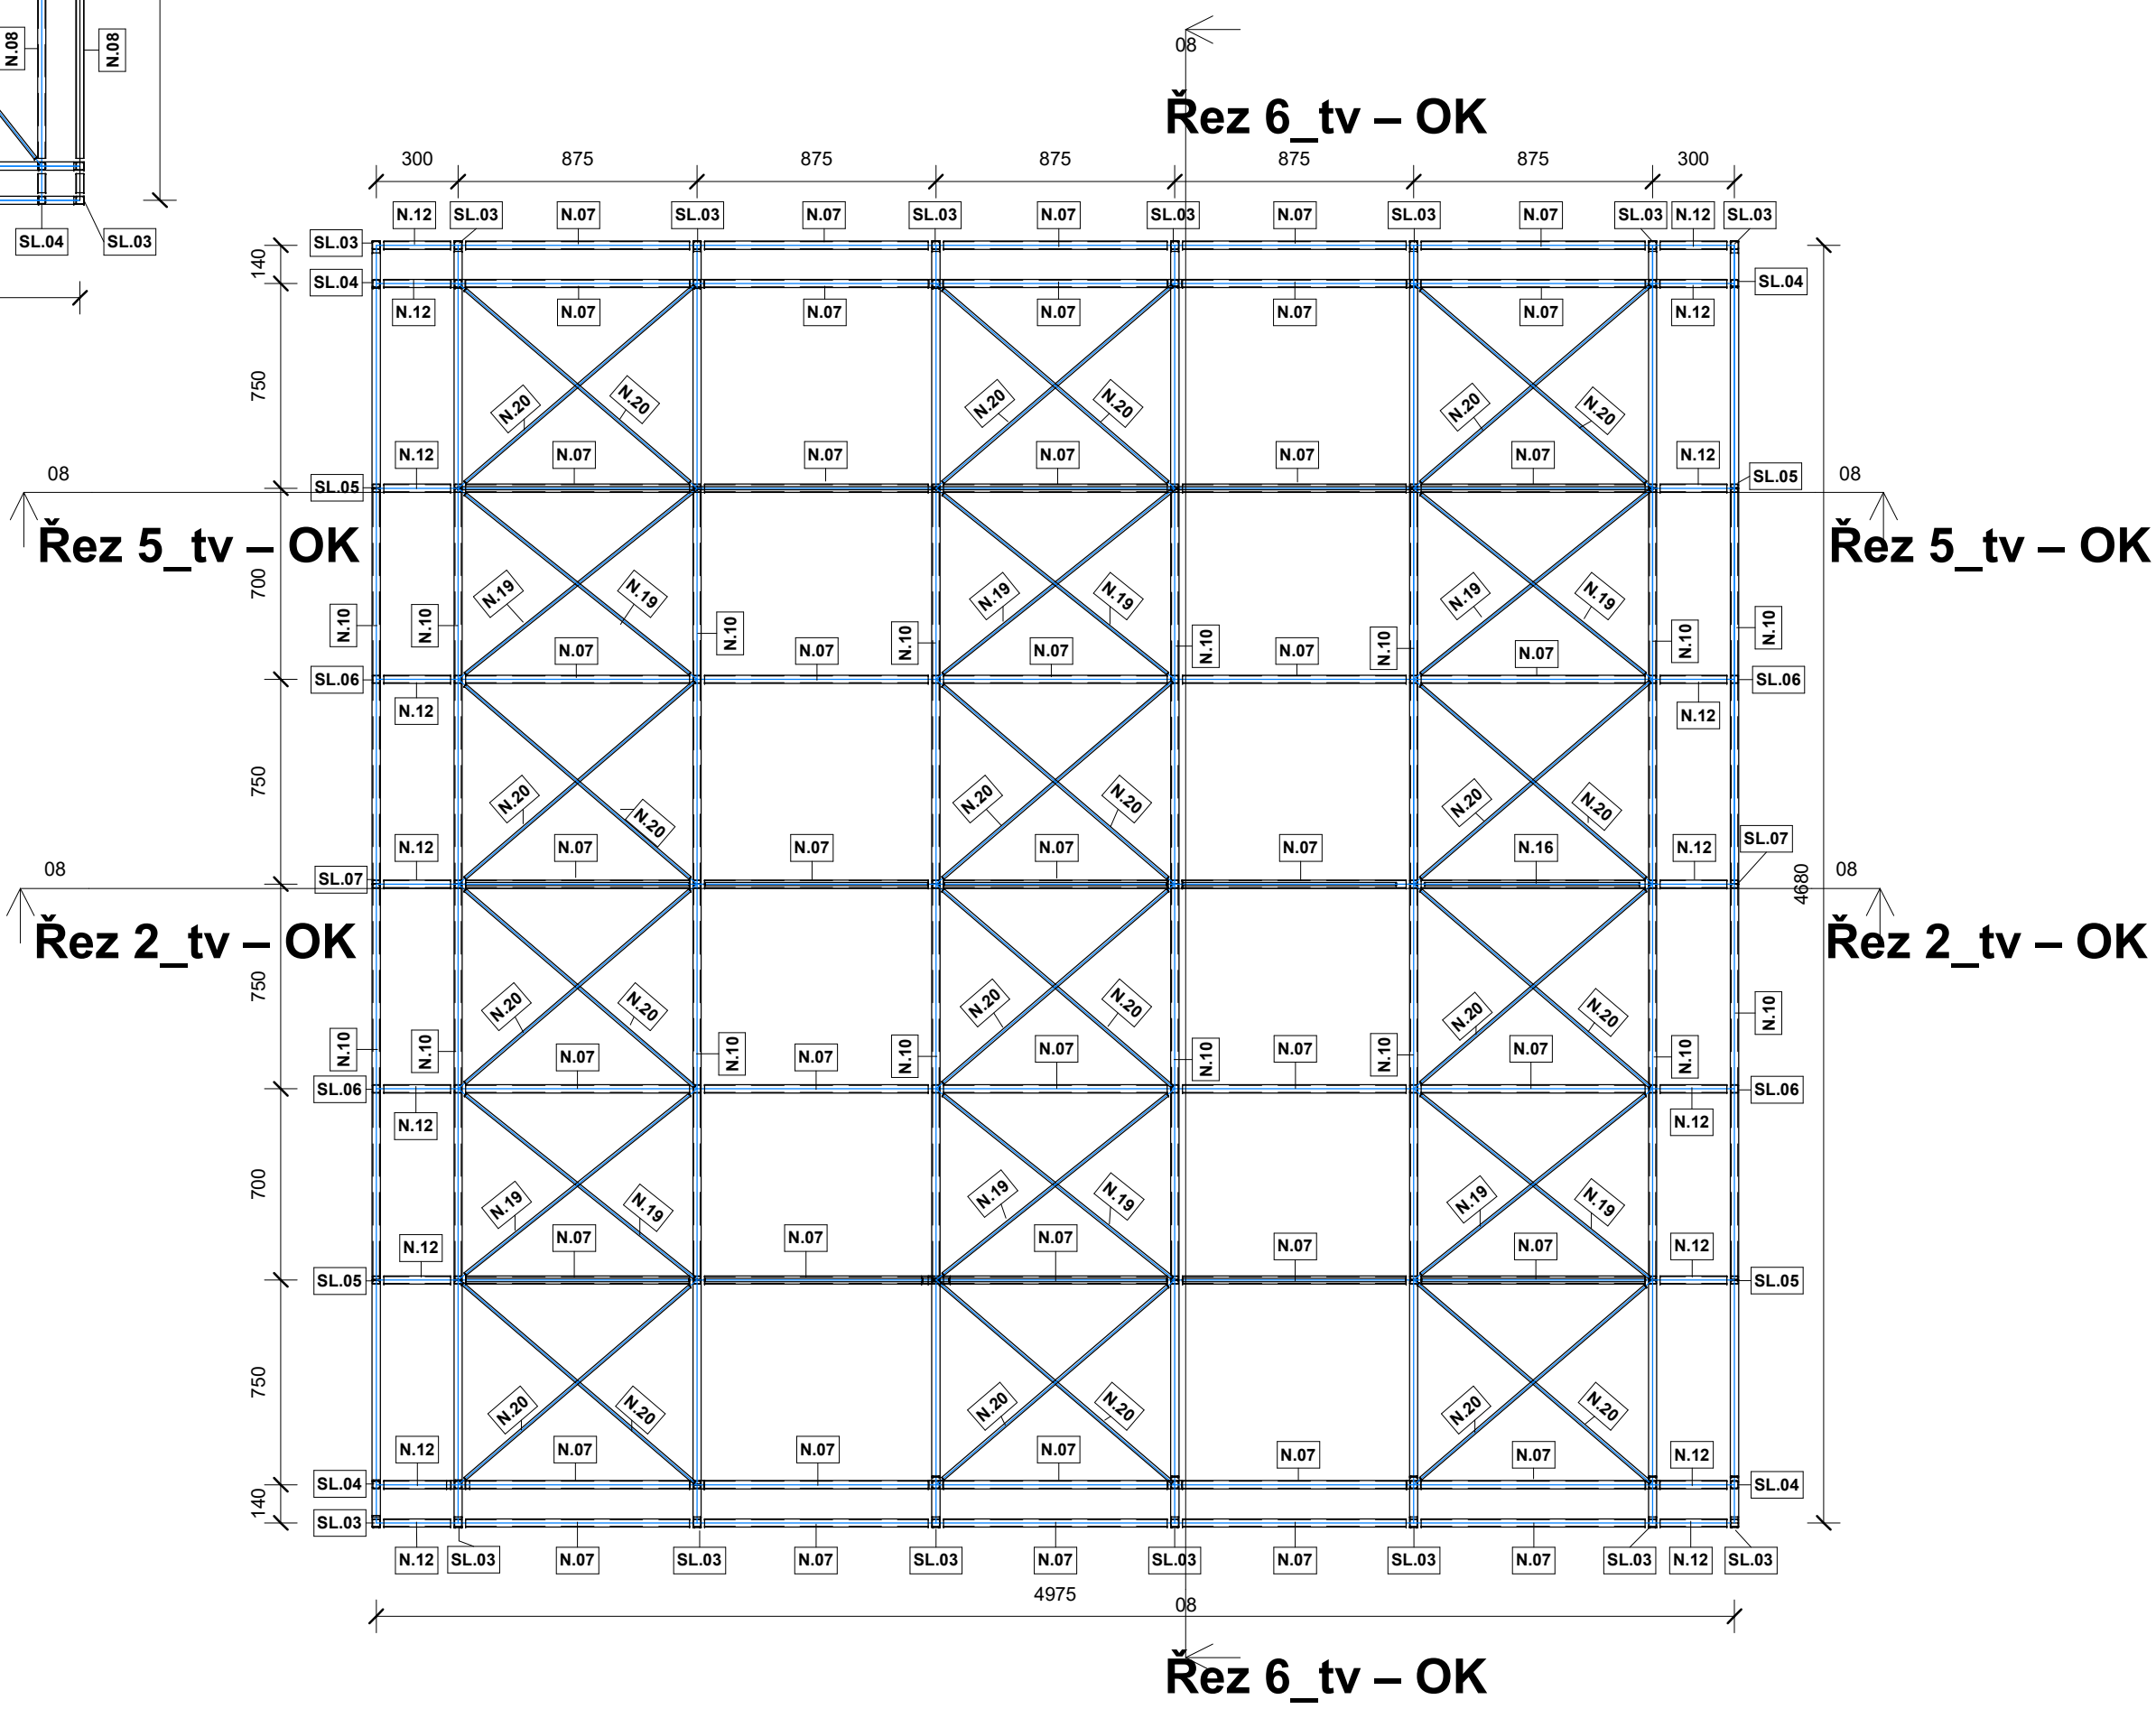 N.08
N.08
SL.04
SL.03
08
Řez 6_tv – OK
300
875
875
875
875
875
300
N.12
SL.03
N.07
SL.03
N.07
SL.03
N.07
SL.03
N.07
SL.03
N.07
SL.03
N.12
SL.03
SL.03
140
SL.04
SL.04
N.12
N.07
N.07
N.07
N.07
N.07
N.12
750
N.20
N.20
N.20
N.20
N.20
N.20
N.12
N.07
N.07
N.07
N.07
N.07
N.12
08
SL.05
SL.05
08
Řez 5_tv – OK
Řez 5_tv – OK
700
N.19
N.19
N.19
N.19
N.19
N.19
N.10
N.10
N.10
N.10
N.10
N.10
N.10
N.10
N.07
N.07
N.07
N.07
N.07
SL.06
SL.06
N.12
N.12
750
N.20
N.20
N.20
N.20
N.20
N.20
N.12
N.07
N.07
N.07
N.07
N.16
N.12
SL.07
08
SL.07
4680
08
Řez 2_tv – OK
Řez 2_tv – OK
750
N.20
N.20
N.20
N.20
N.20
N.20
N.10
N.10
N.10
N.10
N.10
N.10
N.10
N.10
N.07
N.07
N.07
N.07
N.07
SL.06
SL.06
N.12
N.12
700
N.19
N.19
N.19
N.19
N.19
N.19
N.12
N.07
N.07
N.07
N.07
N.07
N.12
SL.05
SL.05
750
N.20
N.20
N.20
N.20
N.20
N.20
N.12
N.07
N.07
N.07
N.07
N.07
N.12
SL.04
SL.04
140
SL.03
N.12
SL.03
N.07
SL.03
N.07
SL.03
N.07
SL.03
N.07
SL.03
N.07
SL.03
N.12
SL.03
4975
08
Řez 6_tv – OK